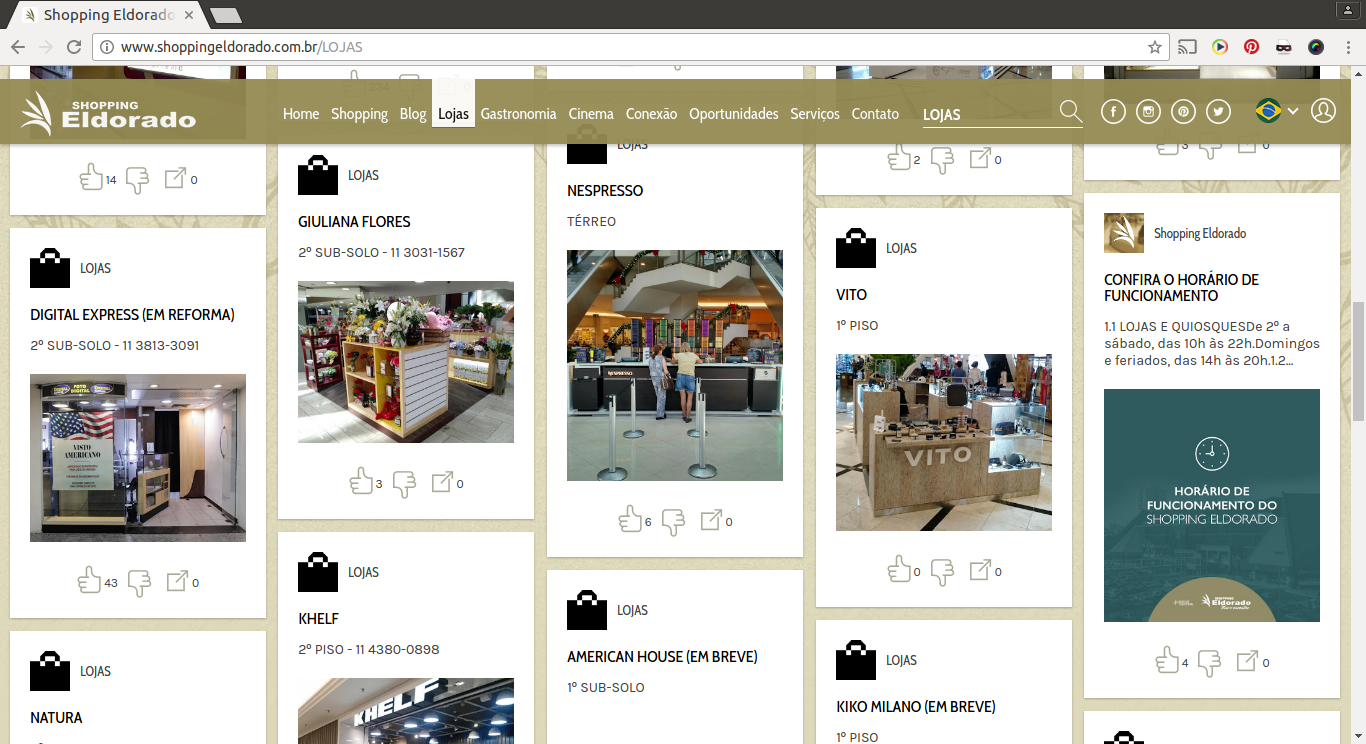 Shopping Eldorado
www.shoppingeldorado.com.br/LOJAS
SHOPPING
Eldorado
Home
Shopping
Blog
Lojas
Gastronomia
Cinema
Conexão
Oportunidades
Serviços
Contato
LOJAS
14
0
LOJAS
DIGITAL EXPRESS (EM REFORMA)
2º SUB-SOLO - 11 3813-3091
FOTO
DIGITAL
VISTO
AMERICANO
43
0
LOJAS
NATURA
234
0
LOJAS
GIULIANA FLORES
2º SUB-SOLO - 11 3031-1567
3
0
LOJAS
KHELF
2º PISO - 11 4380-0898
KHELF
LOJAS
NESPRESSO
TÉRREO
6
0
LOJAS
AMERICAN HOUSE (EM BREVE)
1º SUB-SOLO
2
0
LOJAS
VITO
1º PISO
VITO
0
0
LOJAS
KIKO MILANO (EM BREVE)
1º PISO
3
0
Shopping Eldorado
CONFIRA O HORÁRIO DE
FUNCIONAMENTO
1.1 LOJAS E QUIOSQUESDe 2º a
sábado, das 10h às 22h.Domingos
e feriados, das 14h às 20h.1.2...
HORÁRIO DE
FUNCIONAMENTO DO
SHOPPING ELDORADO
SHOPPING
Eldorado
4
0